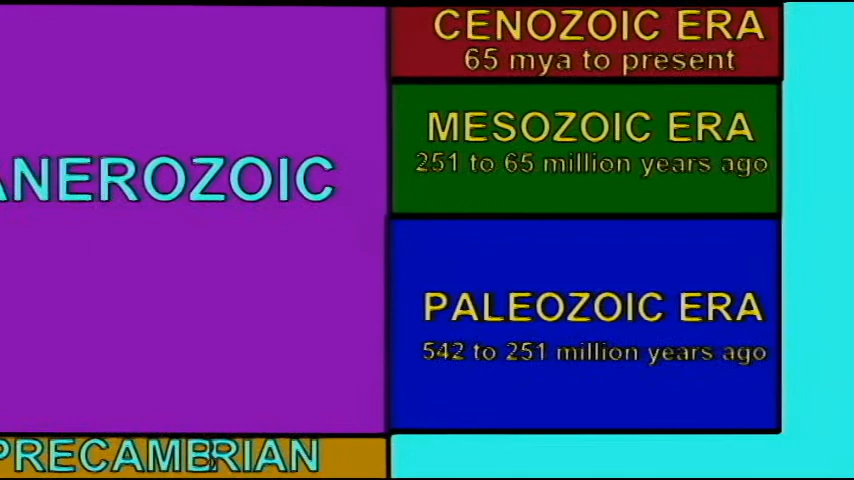 CENOZOIC ERA
65 mya to present
MESOZOIC ERA
251 to 65 million years ago
ANEROZOIC
PALEOZOIC ERA
542 to 251 million years ago
PRECAMBRIAN